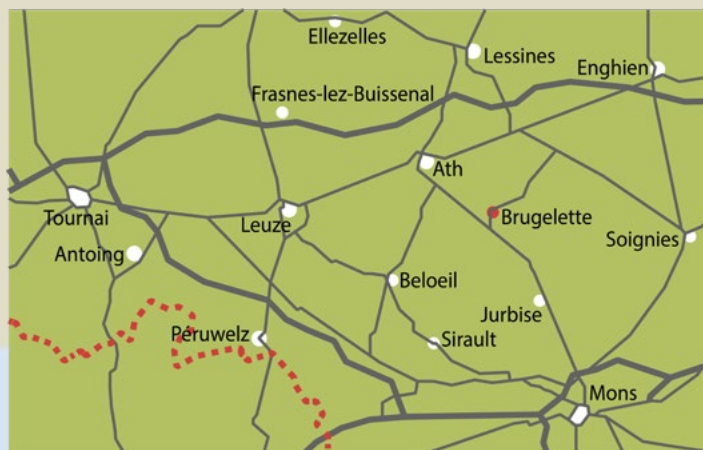 Ellezelles
Lessines
Enghien
Frasnes-lez-Buissenal
Ath
Tournai
Leuze
Brugelette
Soignies
Antoing
Beloeil
Jurbise
Péruwelz
Sirault
Mons